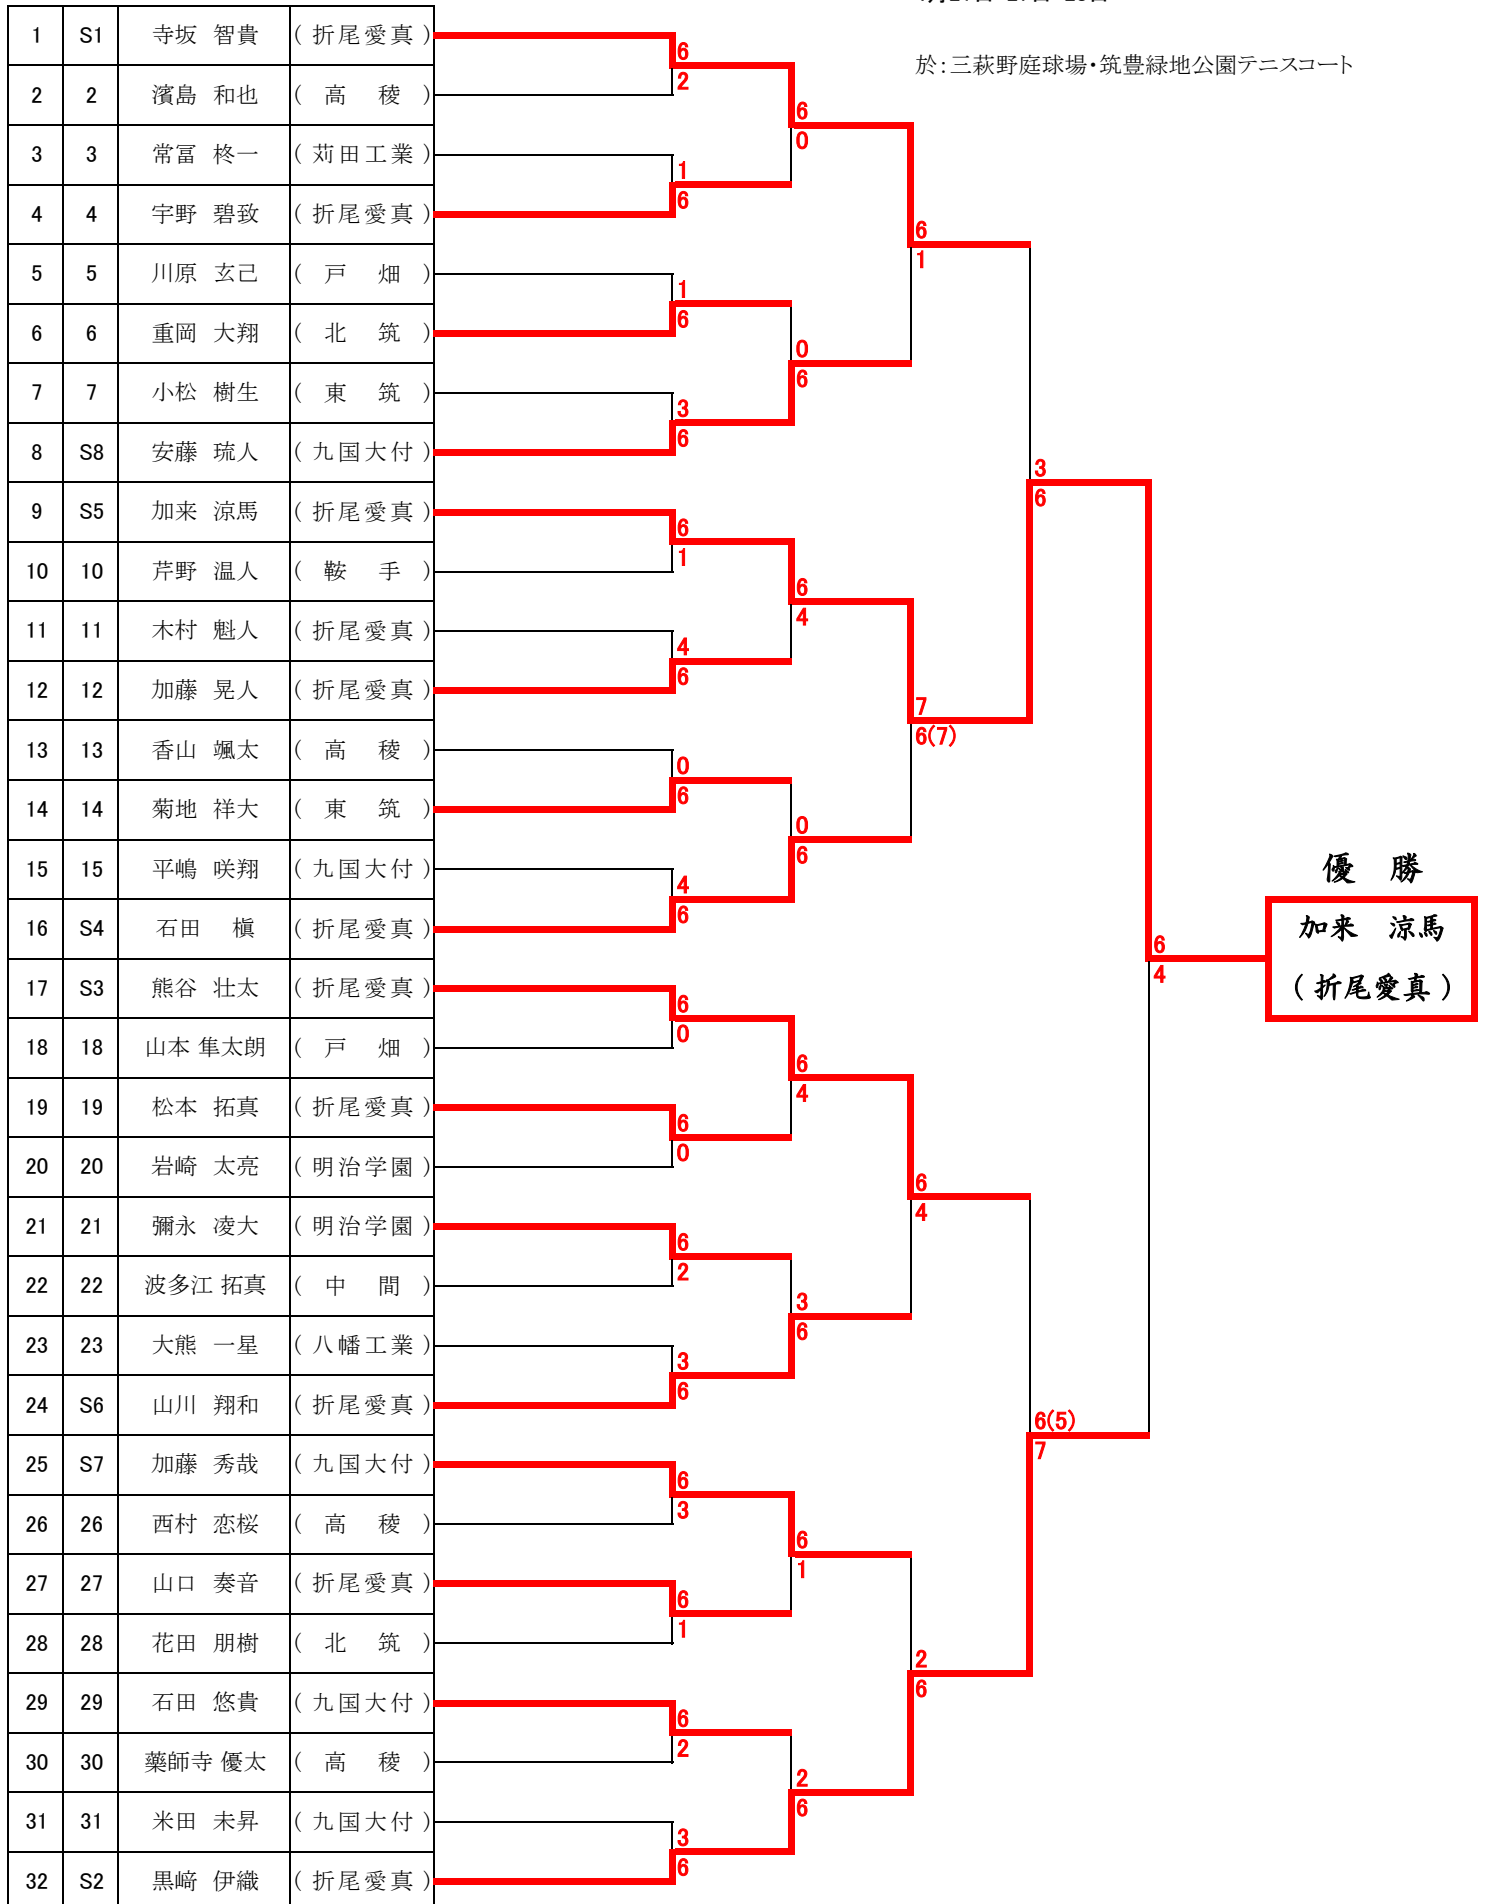 於：三萩野庭球場・筑豊緑地公園テニスコート
1 S1 寺坂 智貴 ( 折尾愛真 )
2 2 濱島 和也 ( 高 稜 )
3 3 常冨 柊一 ( 苅田工業 )
4 4 宇野 碧致 ( 折尾愛真 )
5 5 川原 玄己 ( 戸 畑 )
6 6 重岡 大翔 ( 北 筑 )
7 7 小松 樹生 ( 東 筑 )
8 S8 安藤 琉人 ( 九国大付 )
9 S5 加来 涼馬 ( 折尾愛真 )
10 10 芹野 温人 ( 鞍 手 )
11 11 木村 魁人 ( 折尾愛真 )
12 12 加藤 晃人 ( 折尾愛真 )
13 13 香山 颯太 ( 高 稜 )
14 14 菊地 祥大 ( 東 筑 )
15 15 平嶋 咲翔 ( 九国大付 )
16 S4 石田 槇 ( 折尾愛真 )
17 S3 熊谷 壮太 ( 折尾愛真 )
18 18 山本 隼太朗 ( 戸 畑 )
19 19 松本 拓真 ( 折尾愛真 )
20 20 岩崎 太亮 ( 明治学園 )
21 21 彌永 凌大 ( 明治学園 )
22 22 波多江 拓真 ( 中 間 )
23 23 大熊 一星 ( 八幡工業 )
24 S6 山川 翔和 ( 折尾愛真 )
25 S7 加藤 秀哉 ( 九国大付 )
26 26 西村 恋桜 ( 高 稜 )
27 27 山口 奏音 ( 折尾愛真 )
28 28 花田 朋樹 ( 北 筑 )
29 29 石田 悠貴 ( 九国大付 )
30 30 薬師寺 優太 ( 高 稜 )
31 31 米田 未昇 ( 九国大付 )
32 S2 黒﨑 伊織 ( 折尾愛真 )
6
2
1
6
1
6
3
6
6
1
4
6
0
6
4
6
6
0
6
0
6
2
3
6
6
3
6
1
6
2
3
6
6
0
0
6
6
4
0
6
6
4
3
6
6
1
2
6
6
1
7
6(7)
6
4
2
6
3
6
6(5)
7
6
4
優 勝
加来 涼馬
( 折尾愛真 )